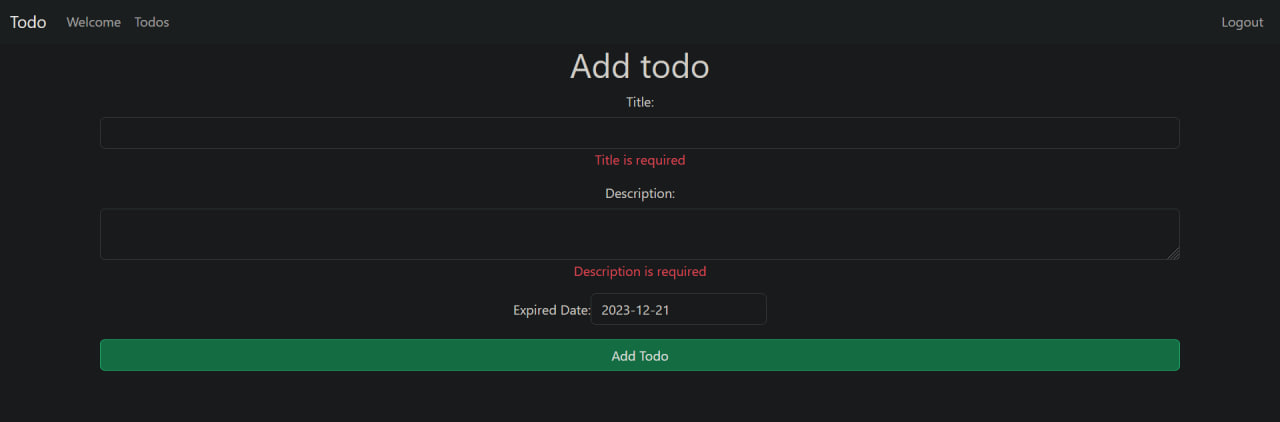 Todo Welcome Todos Logout
Add todo
Title:
Title is required
Description:
Description is required
Expired Date: 2023-12-21
Add Todo